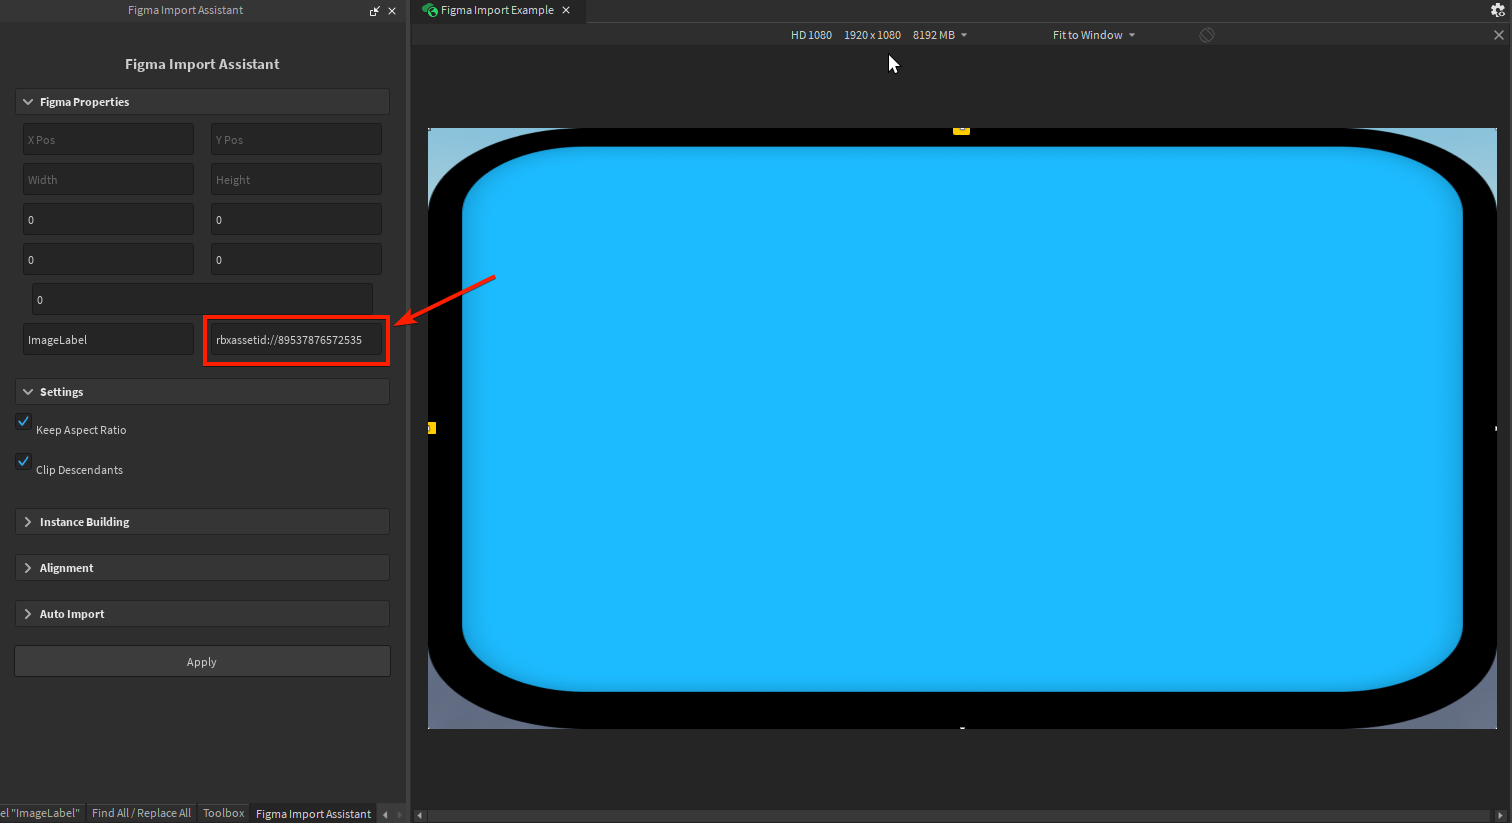 Figma Import Assistant
Figma Import Example
HD 1080 1920 x 1080 8192 MB
Fit to Window
Figma Import Assistant
Figma Properties
X Pos
Y Pos
Width
Height
0
0
0
0
0
ImageLabel
rbxassetid://89537876572535
Settings
Keep Aspect Ratio
Clip Descendants
Instance Building
Alignment
Auto Import
Apply
el "ImageLabel"
Find All / Replace All
Toolbox
Figma Import Assistant